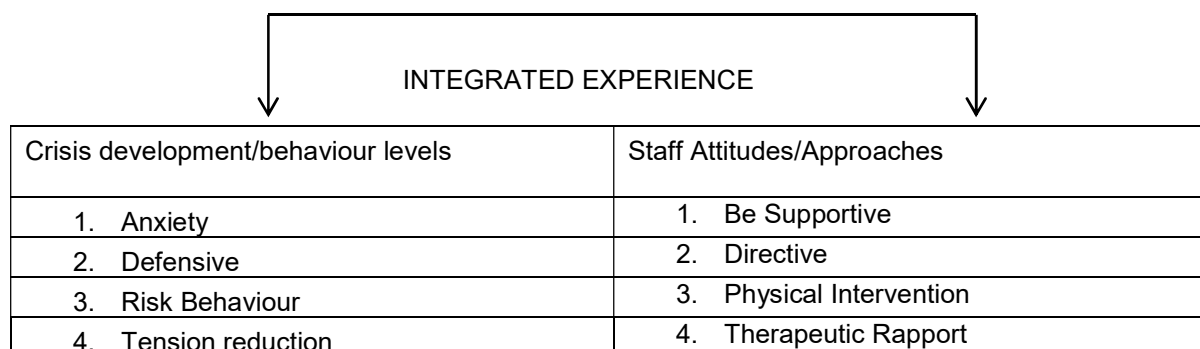 INTEGRATED EXPERIENCE
Crisis development/behaviour levels Staff Attitudes/Approaches
1. Anxiety 1. Be Supportive
2. Defensive 2. Directive
3. Risk Behaviour 3. Physical Intervention
4. Tension reduction 4. Therapeutic Rapport